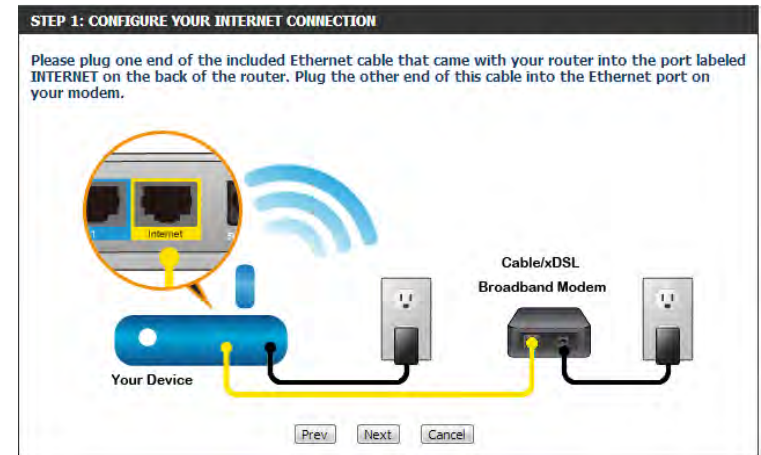 STEP 1: CONFIGURE YOUR INTERNET CONNECTION
Please plug one end of the included Ethernet cable that came with your router into the port labeled
INTERNET on the back of the router. Plug the other end of this cable into the Ethernet port on
your modem.
1
Internet
Cable/xDSL
Broadband Modem
Your Device
Prev Next Cancel